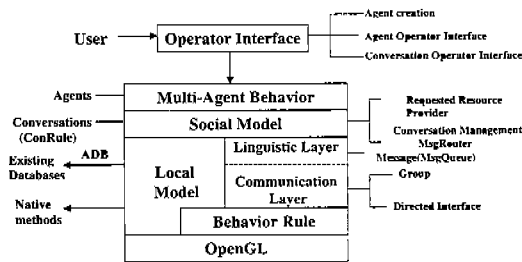 Agent creation
User
Operator Interface
Agent Operator Interface
Conversation Operator Interface
Agents
Multi-Agent Behavior
Requested Resource
Provider
Conversations
(ConRule)
Social Model
Conversation Management
MsgRouter
Linguistic Layer
Message(MsgQueue)
ADB
Existing
Databases
Local
Model
Group
Communication
Layer
Native
methods
Directed Interface
Behavior Rule
OpenGL